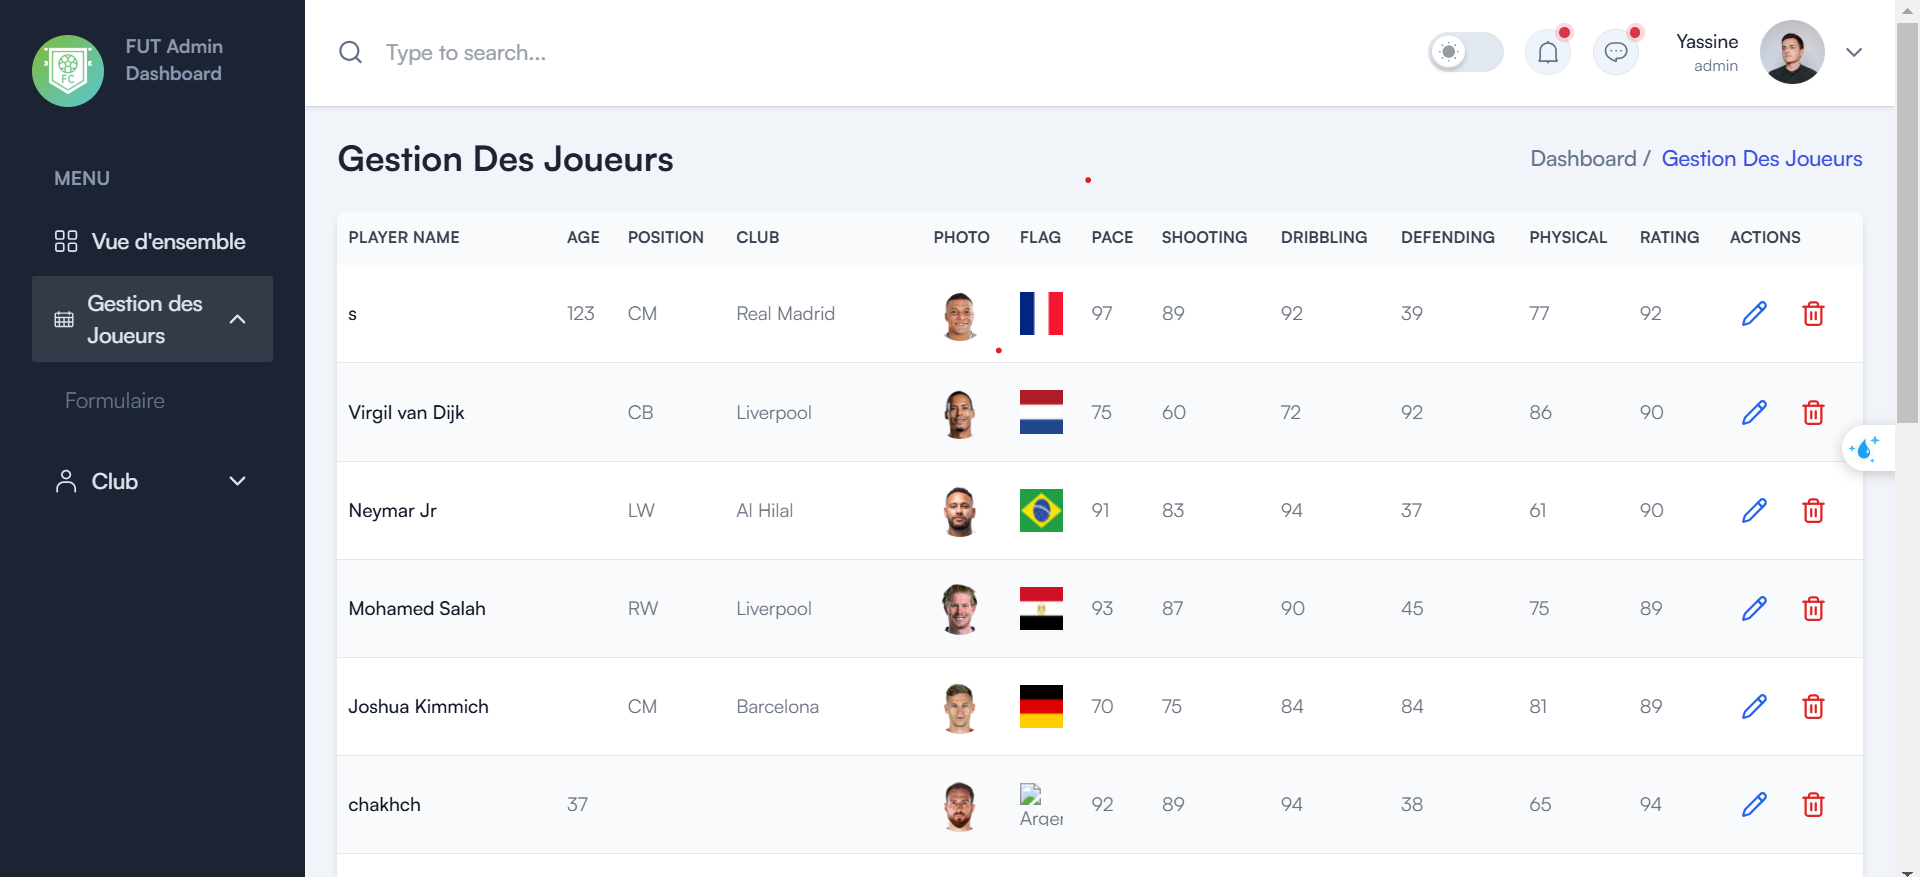 FUT Admin
Dashboard
FC
MENU
Vue d'ensemble
Gestion des
Joueurs
Formulaire
Club
Type to search...
Yassine
admin
Gestion Des Joueurs
Dashboard / Gestion Des Joueurs
PLAYER NAME AGE POSITION CLUB PHOTO FLAG PACE SHOOTING DRIBBLING DEFENDING PHYSICAL RATING ACTIONS
s 123 CM Real Madrid 97 89 92 39 77 92
Virgil van Dijk CB Liverpool 75 60 72 92 86 90
Neymar Jr LW Al Hilal 91 83 94 37 61 90
Mohamed Salah RW Liverpool 93 87 90 45 75 89
Joshua Kimmich CM Barcelona 70 75 84 84 81 89
chakhch 37 Arger 92 89 94 38 65 94